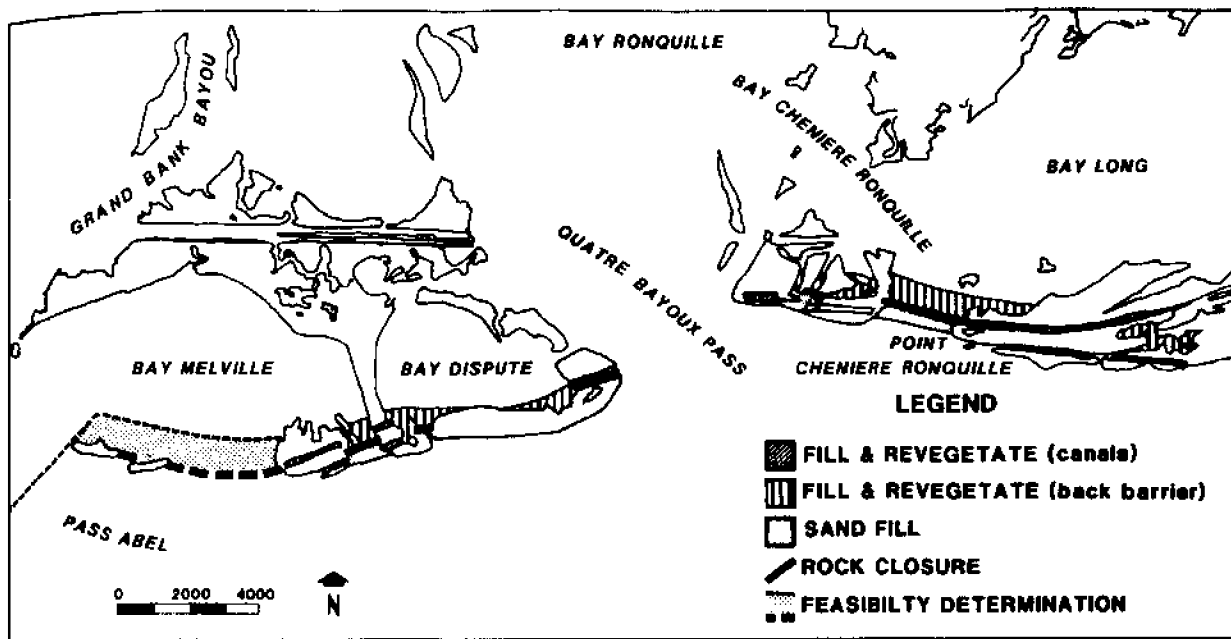 BAY RONQUILLE
GRAND BANK BAYOU
BAY CHENIERE RONQUILLE
BAY LONG
QUATRE BAYOUX PASS
BAY MELVILLE
BAY DISPUTE
POINT
CHENIERE RONQUILLE
PASS ABEL
LEGEND
FILL & REVEGETATE (canals)
FILL & REVEGETATE (back barrier)
SAND FILL
ROCK CLOSURE
FEASIBILTY DETERMINATION
0 2000 4000
N